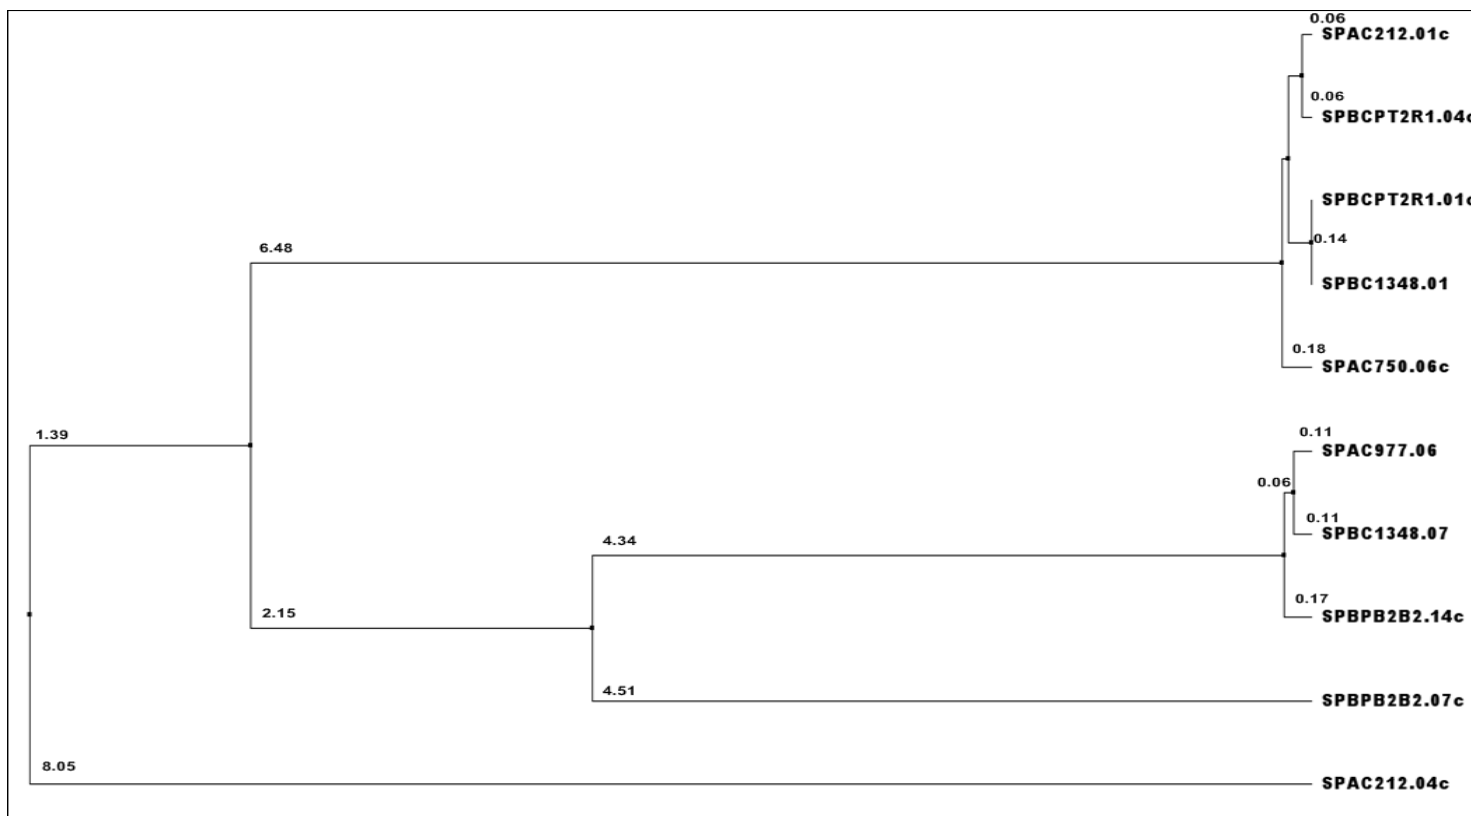 0.06
SPAC212.01c
0.06
SPBCPT2R1.04c
SPBCPT2R1.01c
0.14
6.48
SPBC1348.01
0.18
SPAC750.06c
1.39
0.11
SPAC977.06
0.06
0.11
SPBC1348.07
4.34
0.17
2.15
SPBPB2B2.14c
4.51
SPBPB2B2.07c
8.05
SPAC212.04c